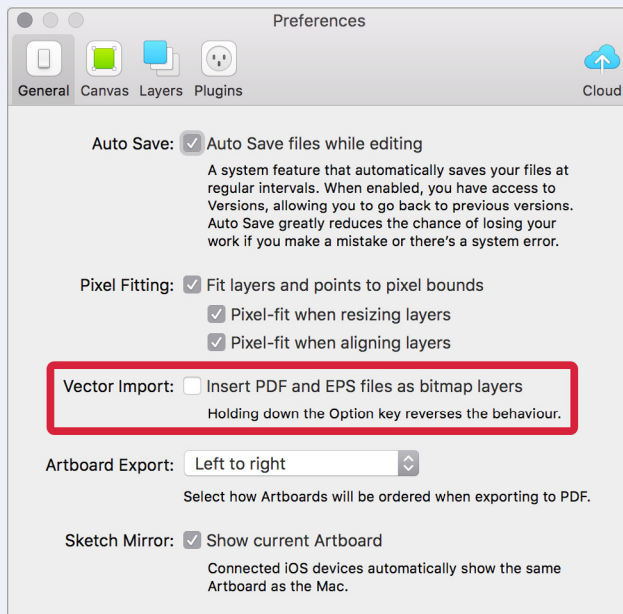 Preferences
General Canvas Layers Plugins Cloud
Auto Save: Auto Save files while editing
A system feature that automatically saves your files at
regular intervals. When enabled, you have access to
Versions, allowing you to go back to previous versions.
Auto Save greatly reduces the chance of losing your
work if you make a mistake or there's a system error.
Pixel Fitting: Fit layers and points to pixel bounds
Pixel-fit when resizing layers
Pixel-fit when aligning layers
Vector Import: Insert PDF and EPS files as bitmap layers
Holding down the Option key reverses the behaviour.
Artboard Export: Left to right
Select how Artboards will be ordered when exporting to PDF.
Sketch Mirror: Show current Artboard
Connected iOS devices automatically show the same
Artboard as the Mac.